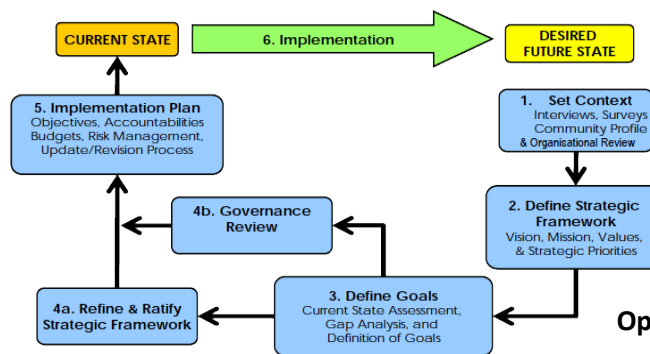 CURRENT STATE
6. Implementation
DESIRED
FUTURE STATE
1. Set Context
Interviews, Surveys
Community Profile
& Organisational Review
2. Define Strategic
Framework
Vision, Mission, Values,
& Strategic Priorities
3. Define Goals
Current State Assessment,
Gap Analysis, and
Definition of Goals
4a. Refine & Ratify
Strategic Framework
4b. Governance
Review
5. Implementation Plan
Objectives, Accountabilities
Budgets, Risk Management,
Update/Revision Process
Op